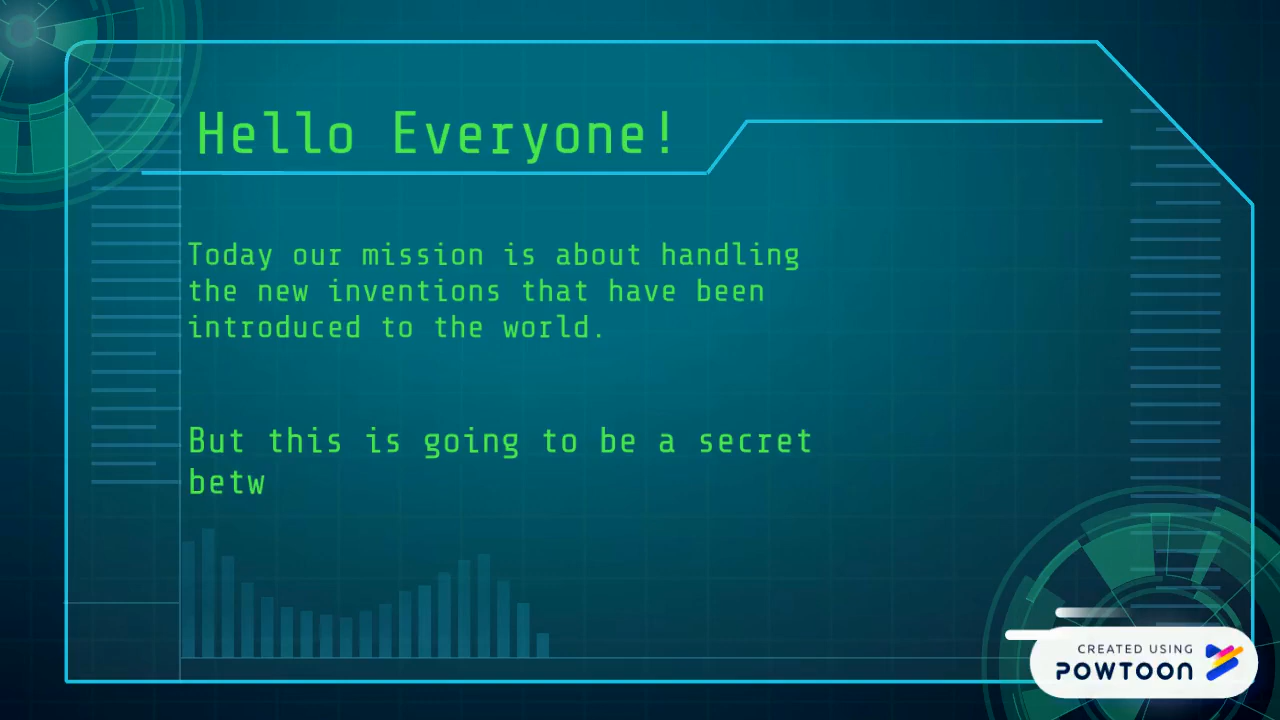 Hello Everyone!
Today our mission is about handling
the new inventions that have been
introduced to the world.
But this is going to be a secret
betw
CREATED USING
POWTOON